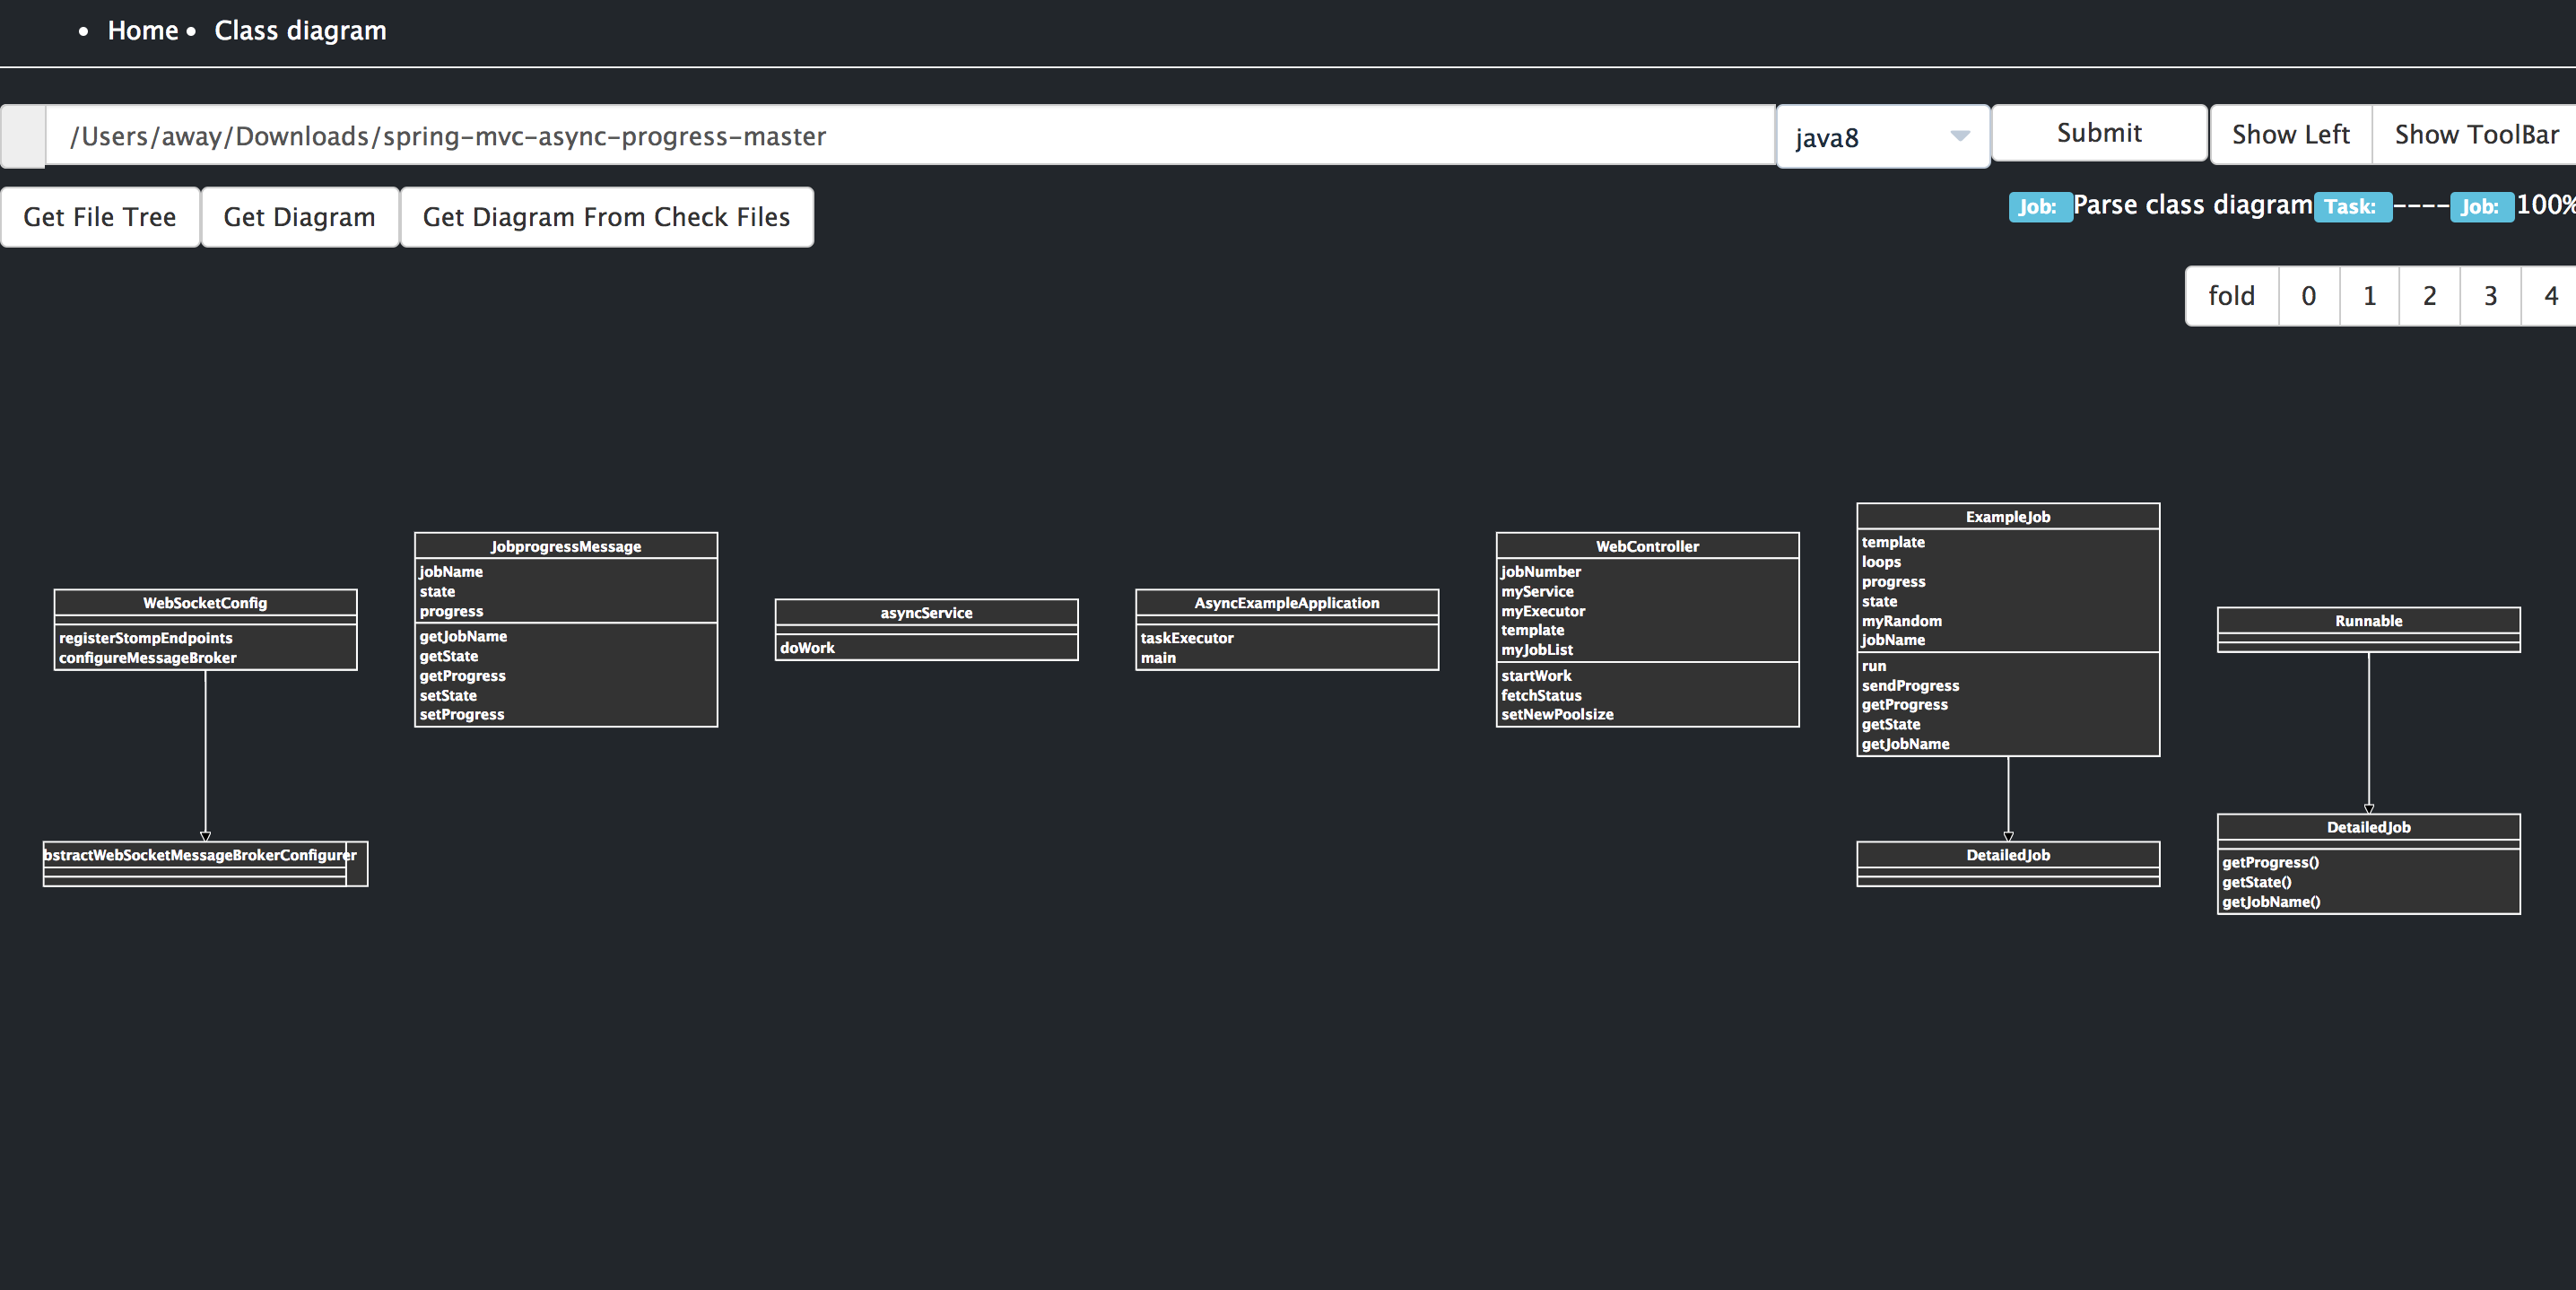 Home
Class diagram
/Users/away/Downloads/spring-mvc-async-progress-master
java8
Submit
Show Left
Show ToolBar
Get File Tree
Get Diagram
Get Diagram From Check Files
Job: Parse class diagram Task: ---- Job: 100%
fold 0 1 2 3 4
WebSocketConfig
registerStompEndpoints
configureMessageBroker
bstractWebSocketMessageBrokerConfigurer
JobprogressMessage
jobName
state
progress
getJobName
getState
getProgress
setState
setProgress
asyncService
doWork
AsyncExampleApplication
taskExecutor
main
WebController
jobNumber
myService
myExecutor
template
myJobList
startWork
fetchStatus
setNewPoolsize
ExampleJob
template
loops
progress
state
myRandom
jobName
run
sendProgress
getProgress
getState
getJobName
DetailedJob
Runnable
DetailedJob
getProgress()
getState()
getJobName()